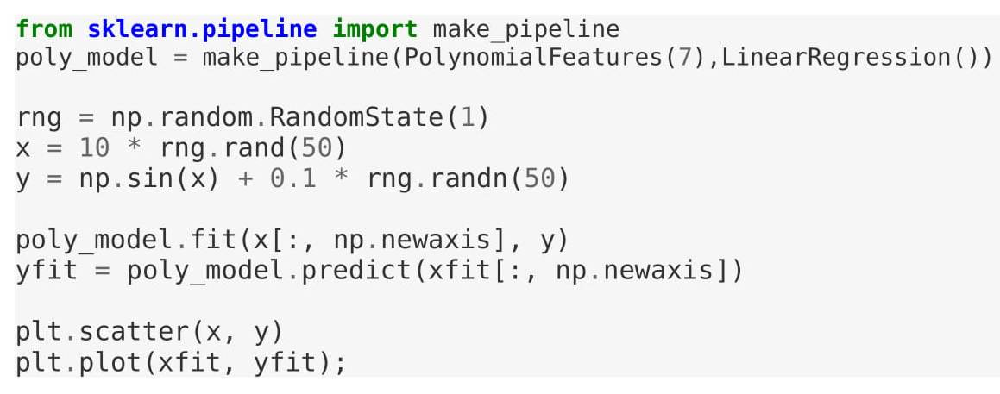 from sklearn.pipeline import make_pipeline
poly_model = make_pipeline(PolynomialFeatures(7),LinearRegression())
rng = np.random.RandomState(1)
x = 10 * rng.rand(50)
y = np.sin(x) + 0.1 * rng.randn(50)
poly_model.fit(x[:, np.newaxis], y)
yfit = poly_model.predict(xfit[:, np.newaxis])
plt.scatter(x, y)
plt.plot(xfit, yfit);